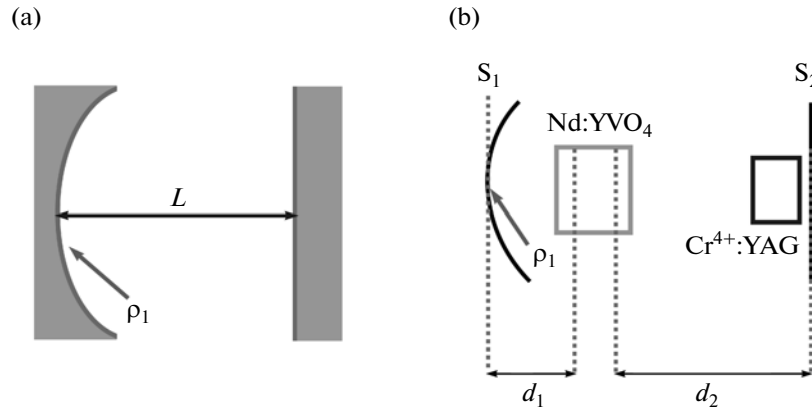 (a)
(b)
S₁
S₂
Nd:YVO₄
L
Cr⁴⁺:YAG
ρ₁
ρ₁
d₁
d₂